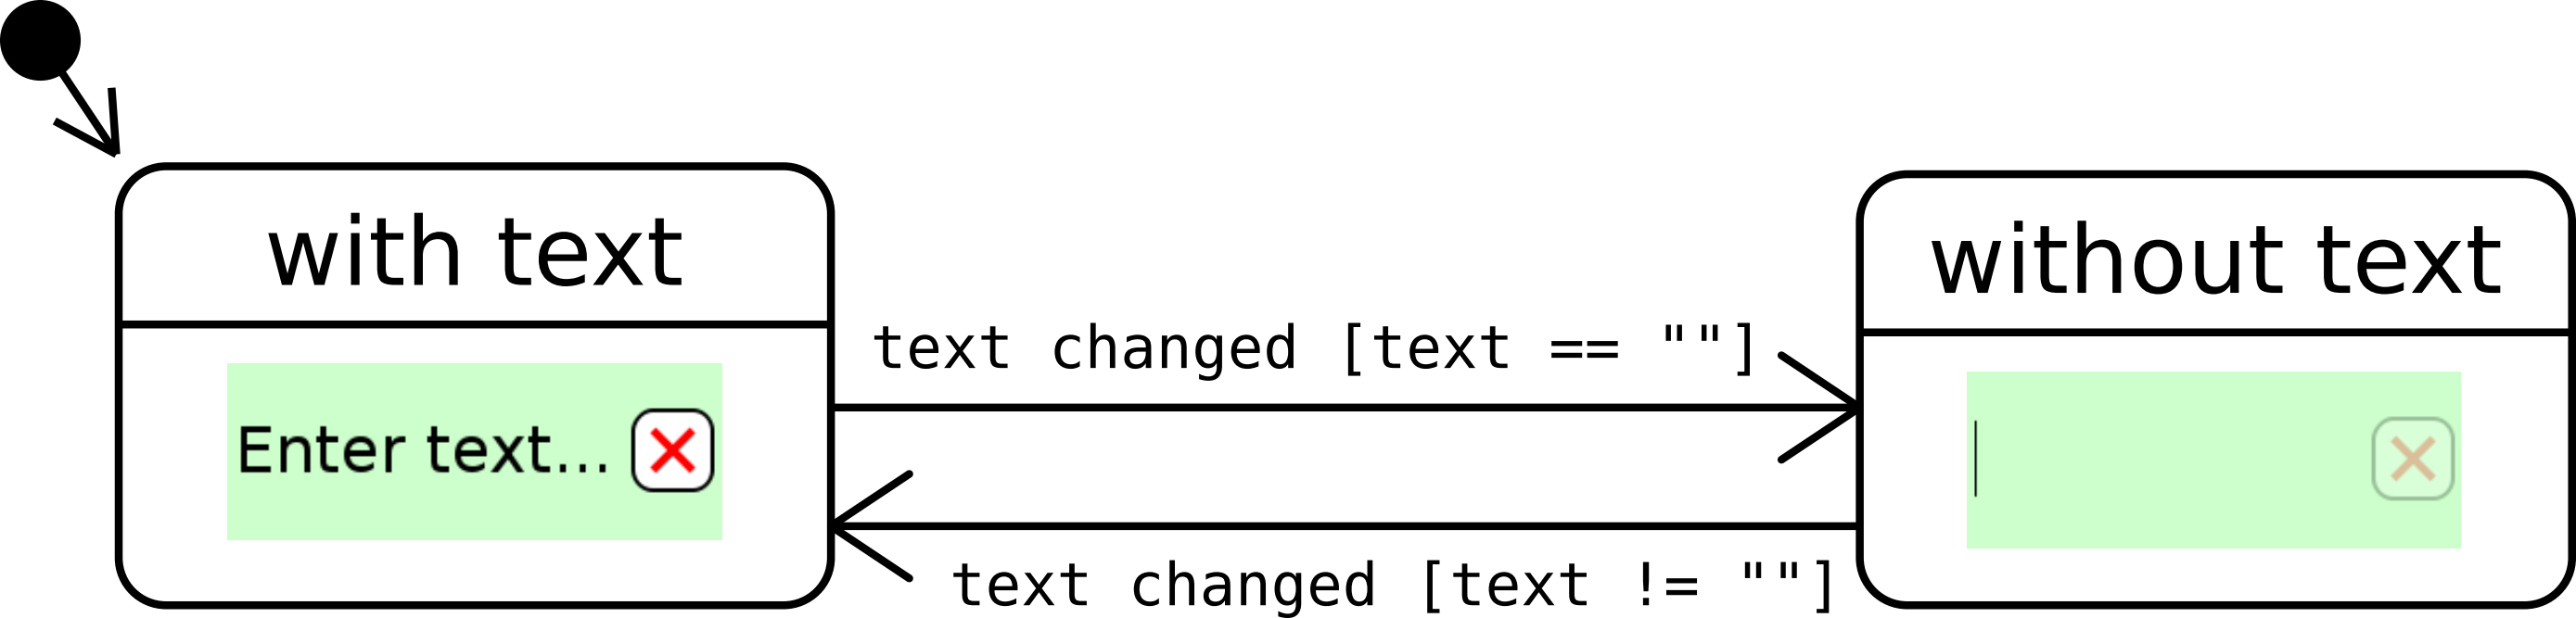 with text
without text
text changed [text == ""]
Enter text...
text changed [text != ""]